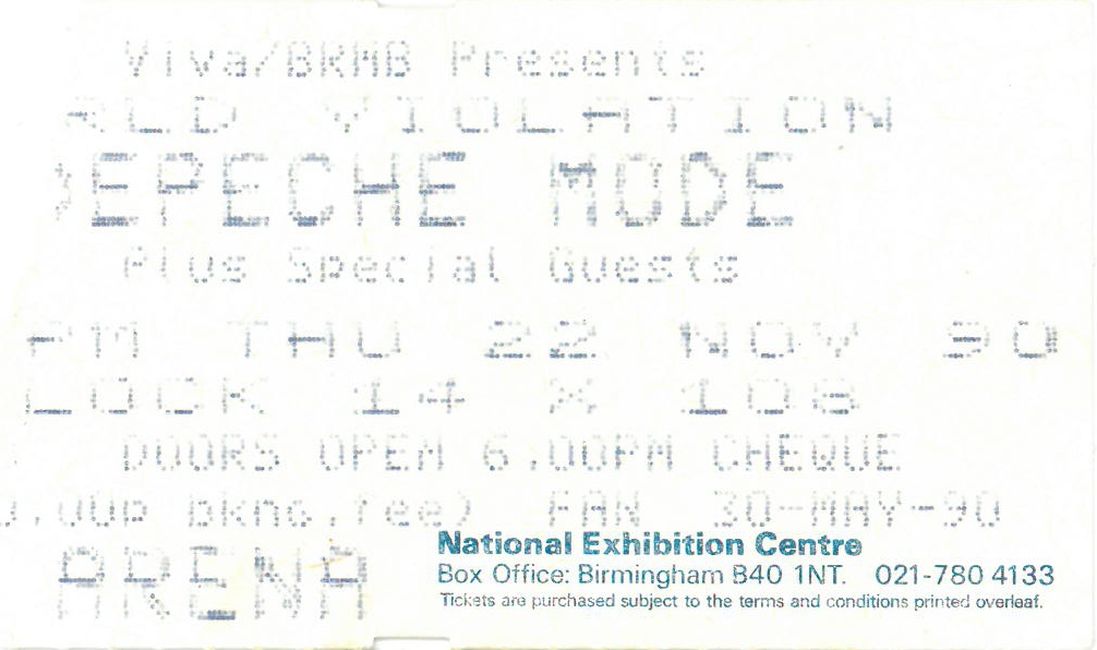 Viva/BRMB Presents
RLD VIOLATION
DEPECHE MODE
Plus Special Guests
PM THU 22 NOV 90
LOCK 14 X 108
DOORS OPEN 6.00PM CHEQUE
.00p bkng.fee) FAN 30-MAY-90
ARENA
National Exhibition Centre
Box Office: Birmingham B40 1NT. 021-780 4133
Tickets are purchased subject to the terms and conditions printed overleaf.